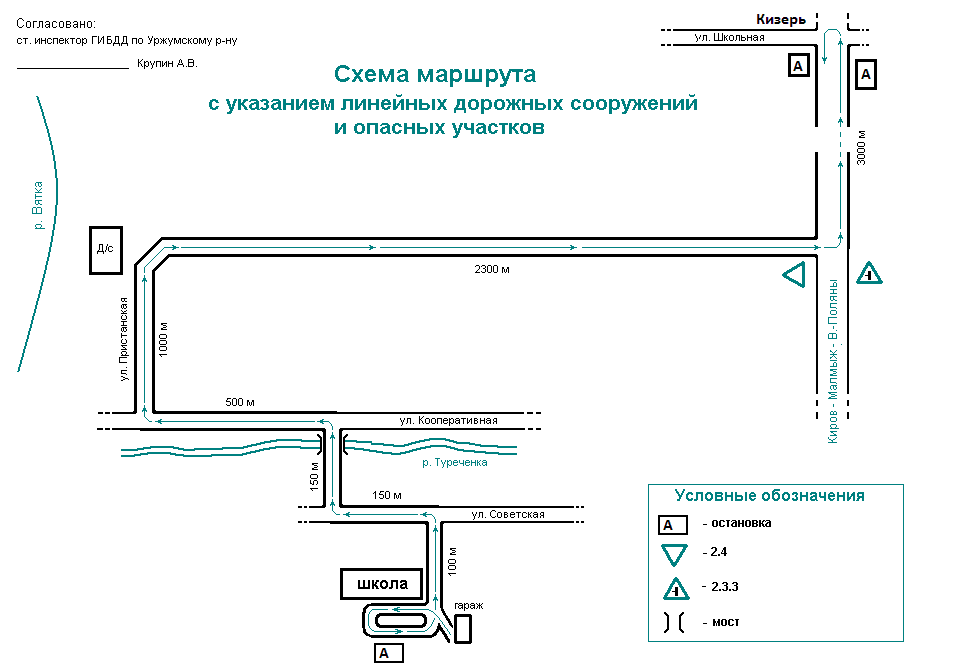 Согласовано:
ст. инспектор ГИБДД по Уржумскому р-ну
Крупин А.В.
Кизерь
ул. Школьная
А
А
Схема маршрута
с указанием линейных дорожных сооружений
и опасных участков
3000 м
р. Вятка
Д/с
2300 м
ул. Пристанская
1000 м
Киров - Малмыж - В.-Поляны
500 м
ул. Кооперативная
р. Туреченка
150 м
150 м
ул. Советская
100 м
школа
гараж
А
Условные обозначения
А - остановка
- 2.4
- 2.3.3
- мост